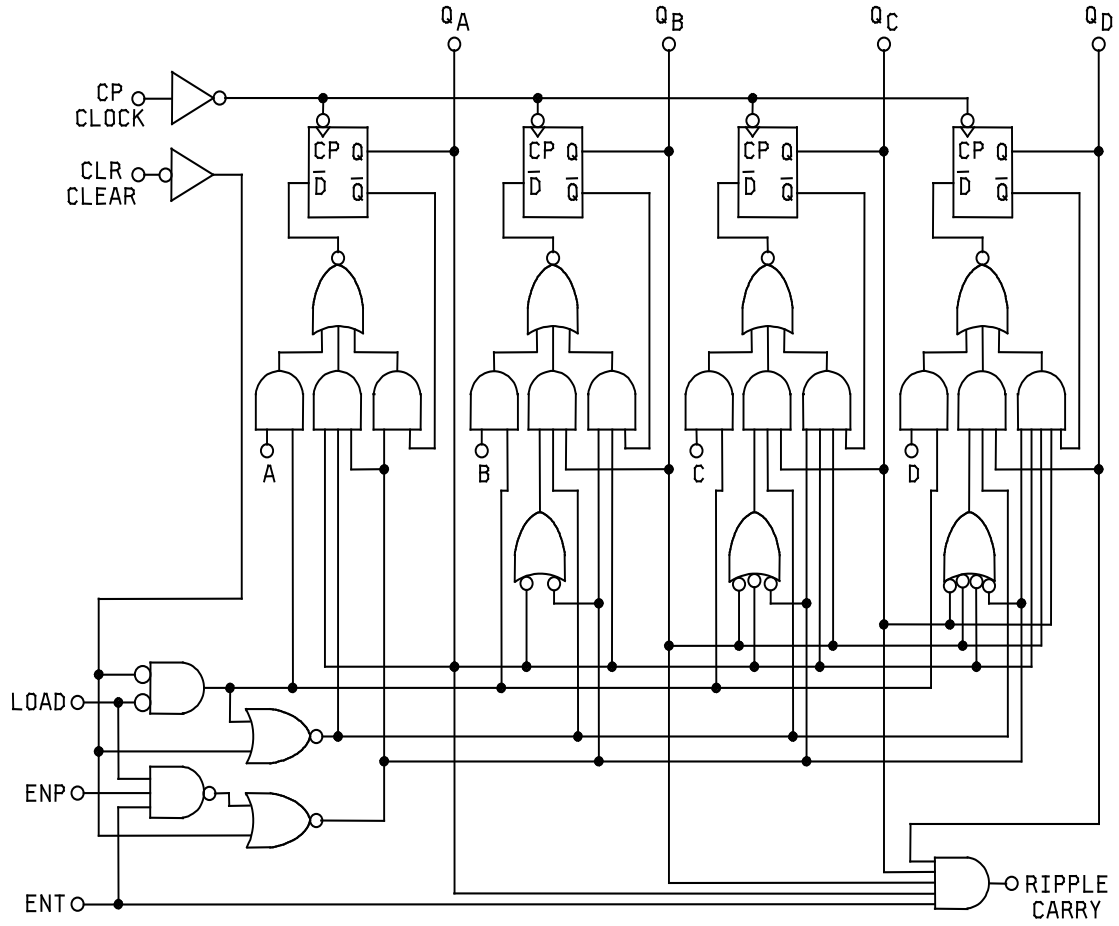 QA QB QC QD
CP
CLOCK
CLR
CLEAR
CP Q CP Q CP Q CP Q
D̅ Q̅ D̅ Q̅ D̅ Q̅ D̅ Q̅
A B C D
LOAD
ENP
ENT
RIPPLE
CARRY